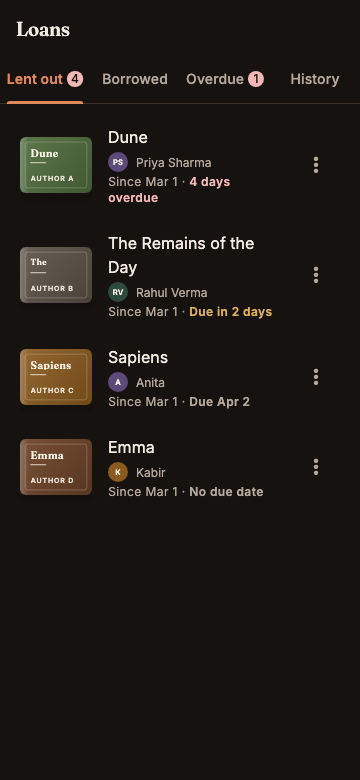 Loans
Lent out 4 Borrowed Overdue 1 History
Dune
AUTHOR A
Dune
PS Priya Sharma
Since Mar 1 · 4 days
overdue
The
AUTHOR B
The Remains of the
Day
RV Rahul Verma
Since Mar 1 · Due in 2 days
Sapiens
AUTHOR C
Sapiens
A Anita
Since Mar 1 · Due Apr 2
Emma
AUTHOR D
Emma
K Kabir
Since Mar 1 · No due date